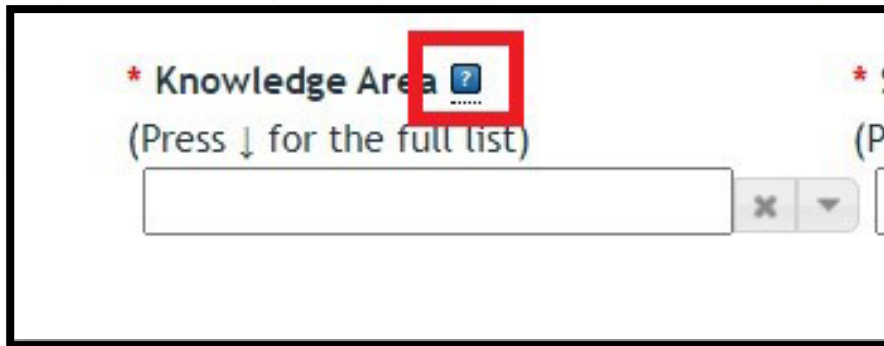 * Knowledge Area ?
* S
(Press ↓ for the full list)
(P